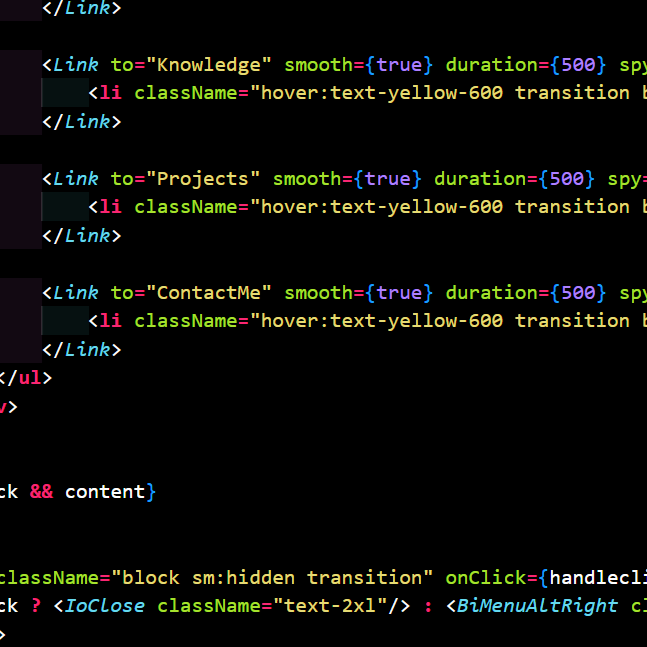 </Link>
<Link to="Knowledge" smooth={true} duration={500} spy
<li className="hover:text-yellow-600 transition b
</Link>
<Link to="Projects" smooth={true} duration={500} spy=
<li className="hover:text-yellow-600 transition b
</Link>
<Link to="ContactMe" smooth={true} duration={500} spy
<li className="hover:text-yellow-600 transition b
</Link>
</ul>
v>
ck && content}
className="block sm:hidden transition" onClick={handlecli
ck ? <IoClose className="text-2xl"/> : <BiMenuAltRight cl
>